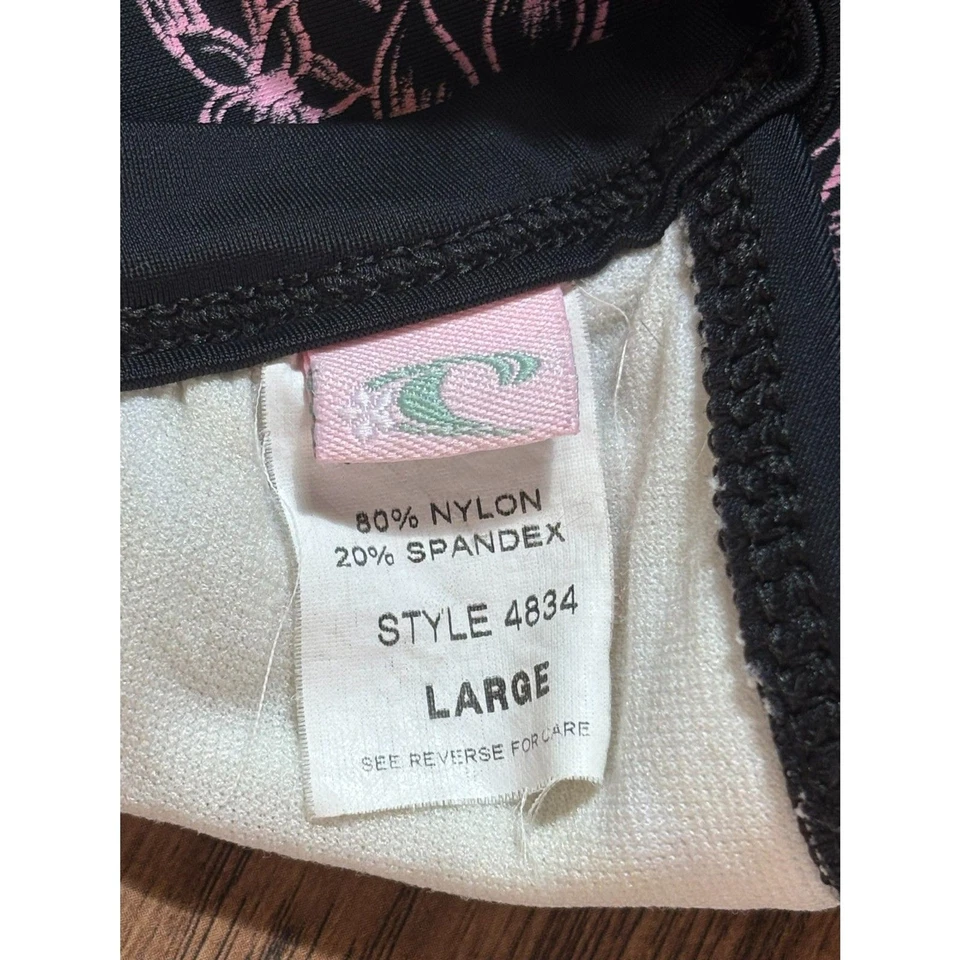 80% NYLON
20% SPANDEX
STYLE 4834
LARGE
SEE REVERSE FOR CARE